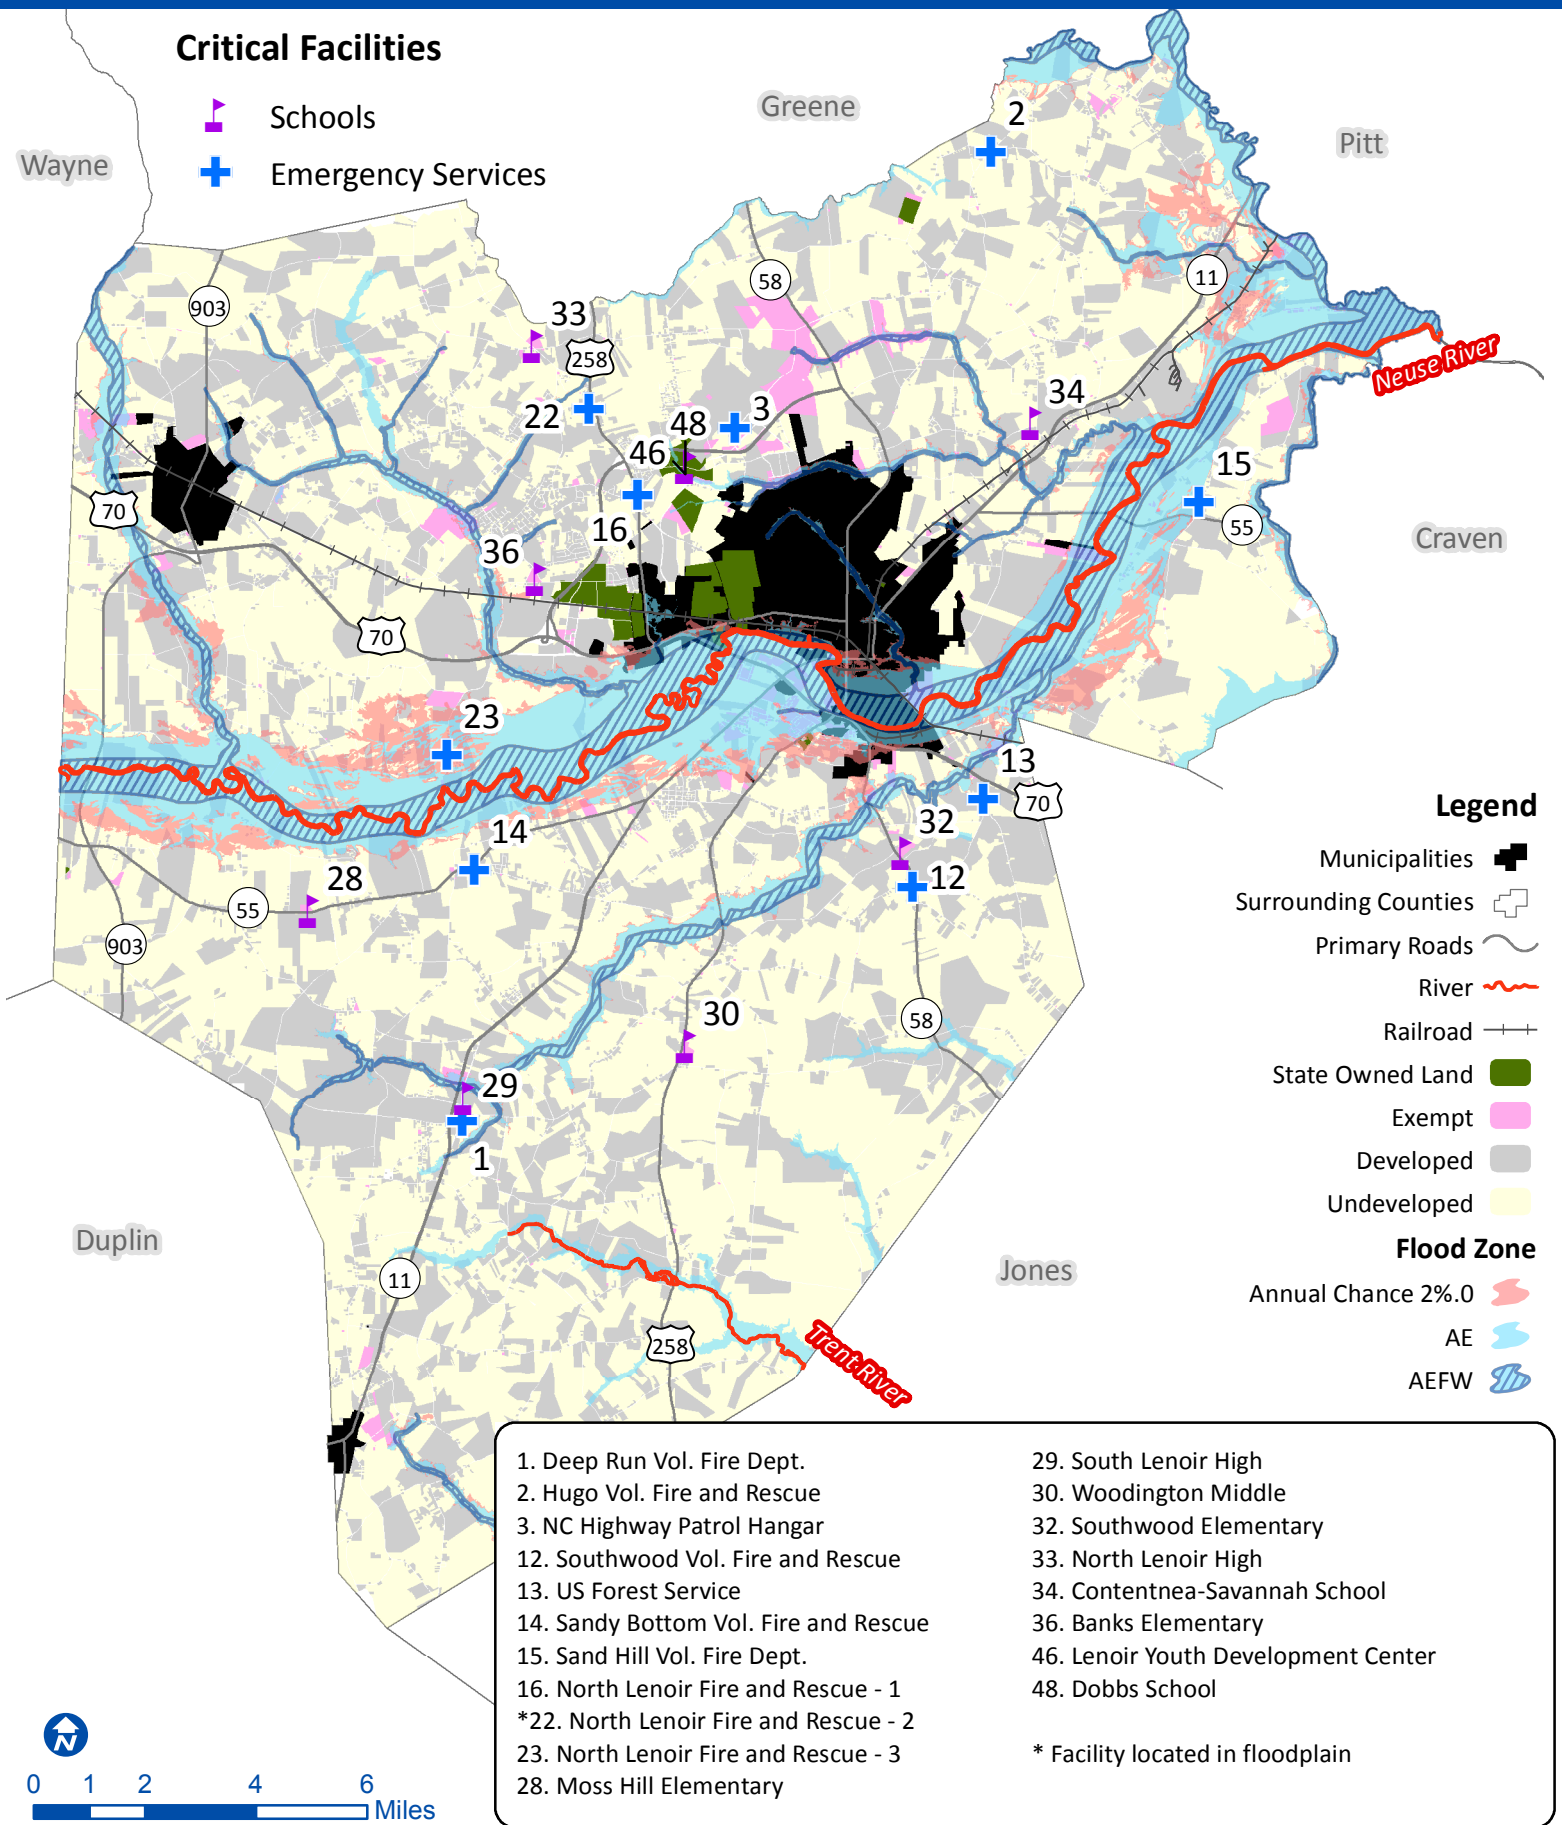 Critical Facilities
Schools
Emergency Services
Wayne
Greene
Pitt
2
58
11
903
33
258
Neuse River
34
22
48
3
46
15
70
16
55
36
Craven
70
23
13
70
32
14
12
28
55
903
30
58
29
1
Duplin
11
Jones
258
Trent River
Legend
Municipalities
Surrounding Counties
Primary Roads
River
Railroad
State Owned Land
Exempt
Developed
Undeveloped
Flood Zone
Annual Chance 2%.0
AE
AEFW
1. Deep Run Vol. Fire Dept.
2. Hugo Vol. Fire and Rescue
3. NC Highway Patrol Hangar
12. Southwood Vol. Fire and Rescue
13. US Forest Service
14. Sandy Bottom Vol. Fire and Rescue
15. Sand Hill Vol. Fire Dept.
16. North Lenoir Fire and Rescue - 1
*22. North Lenoir Fire and Rescue - 2
23. North Lenoir Fire and Rescue - 3
28. Moss Hill Elementary
29. South Lenoir High
30. Woodington Middle
32. Southwood Elementary
33. North Lenoir High
34. Contentnea-Savannah School
36. Banks Elementary
46. Lenoir Youth Development Center
48. Dobbs School
* Facility located in floodplain
N
0 1 2 4 6
Miles